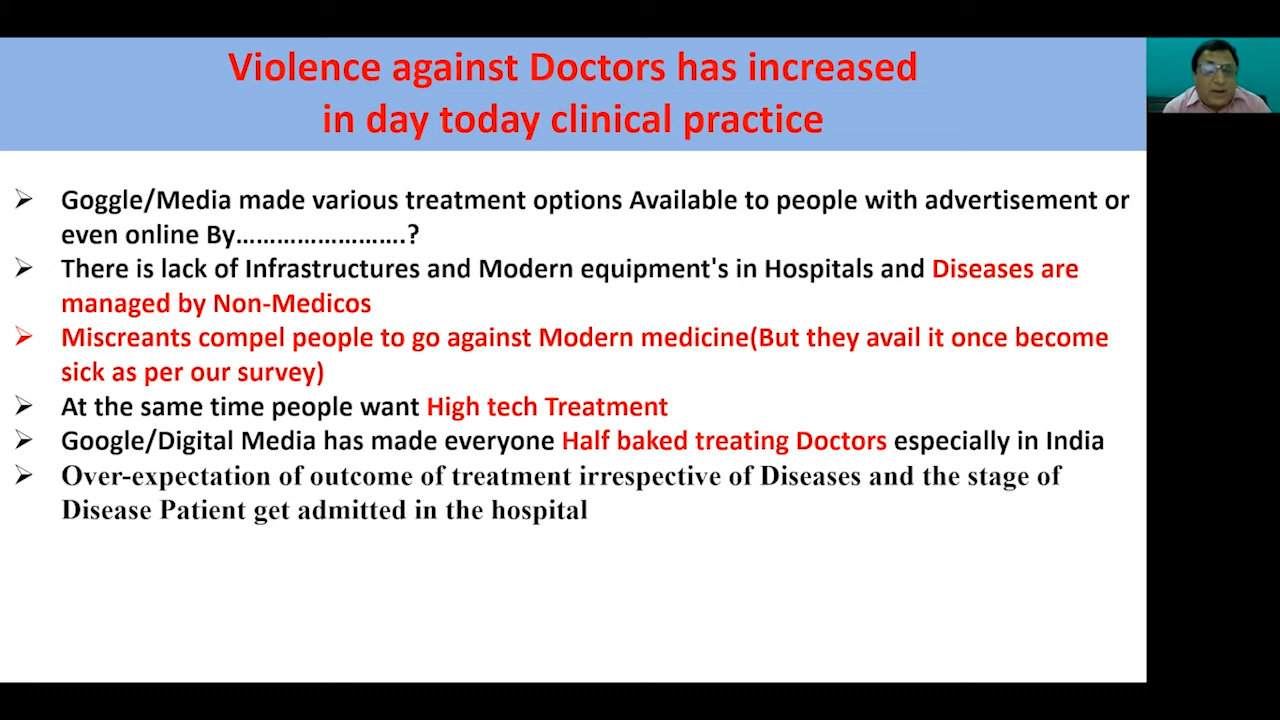 Violence against Doctors has increased
in day today clinical practice
Goggle/Media made various treatment options Available to people with advertisement or
even online By…………………….?
There is lack of Infrastructures and Modern equipment's in Hospitals and Diseases are
managed by Non-Medicos
Miscreants compel people to go against Modern medicine(But they avail it once become
sick as per our survey)
At the same time people want High tech Treatment
Google/Digital Media has made everyone Half baked treating Doctors especially in India
Over-expectation of outcome of treatment irrespective of Diseases and the stage of
Disease Patient get admitted in the hospital